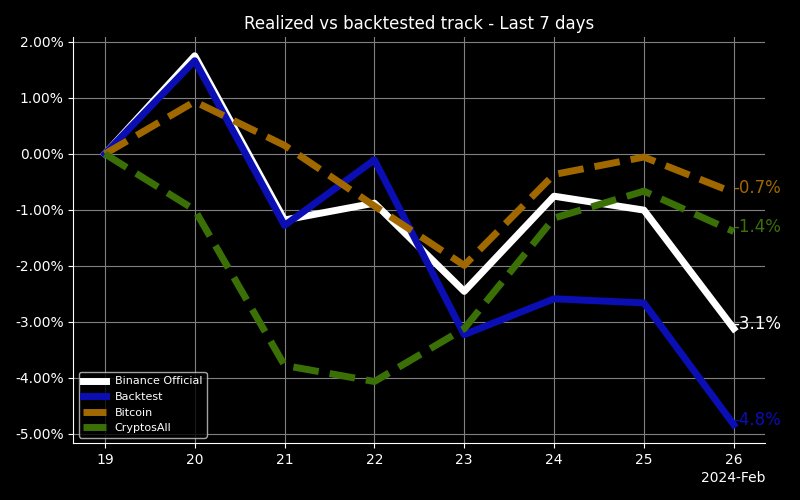 Realized vs backtested track - Last 7 days
2.00%
1.00%
0.00%
-1.00%
-2.00%
-3.00%
-4.00%
-5.00%
-0.7%
-1.4%
-3.1%
-4.8%
Binance Official
Backtest
Bitcoin
CryptosAll
19 20 21 22 23 24 25 26
2024-Feb